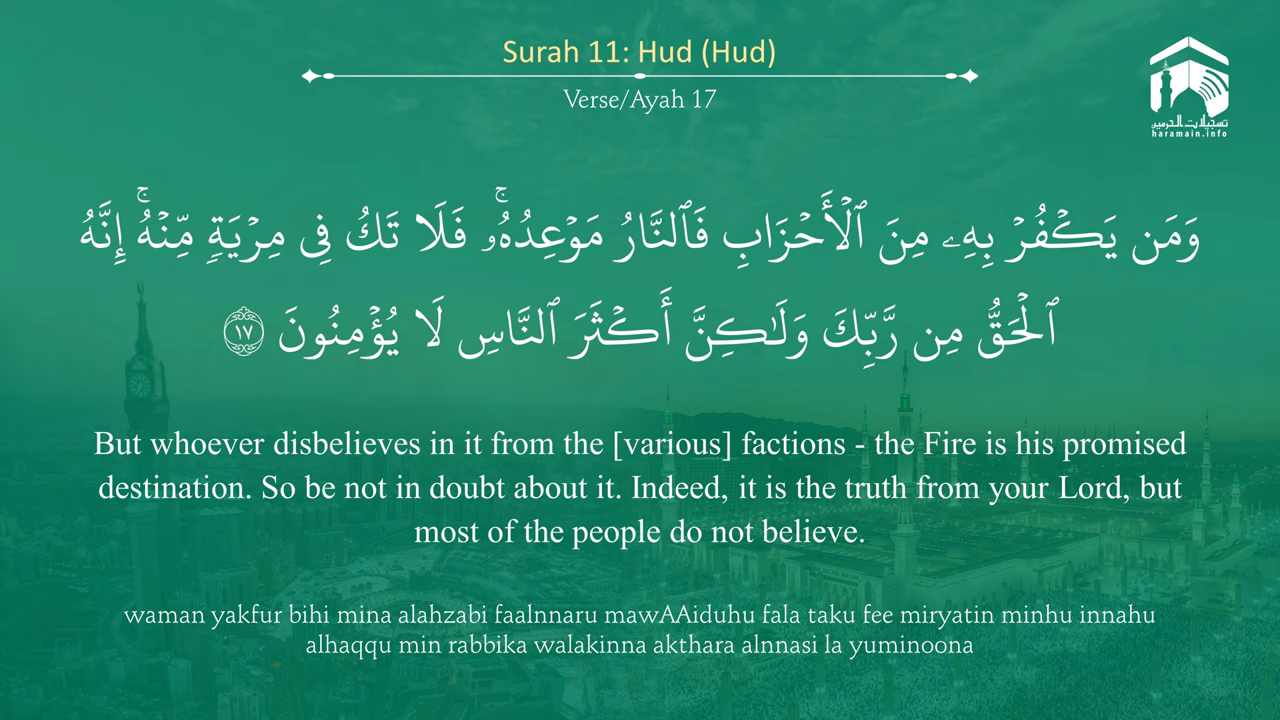 Surah 11: Hud (Hud)
Verse/Ayah 17
تسجيلات الحرمين
haramain.info
وَمَن يَكْفُرْ بِهِۦ مِنَ ٱلْأَحْزَابِ فَٱلنَّارُ مَوْعِدُهُۥ ۚ فَلَا تَكُ فِى مِرْيَةٍ مِّنْهُ ۚ إِنَّهُ
ٱلْحَقُّ مِن رَّبِّكَ وَلَـٰكِنَّ أَكْثَرَ ٱلنَّاسِ لَا يُؤْمِنُونَ ١٧
But whoever disbelieves in it from the [various] factions - the Fire is his promised
destination. So be not in doubt about it. Indeed, it is the truth from your Lord, but
most of the people do not believe.
waman yakfur bihi mina alahzabi faalnnaru mawAAiduhu fala taku fee miryatin minhu innahu
alhaqqu min rabbika walakinna akthara alnnasi la yuminoona